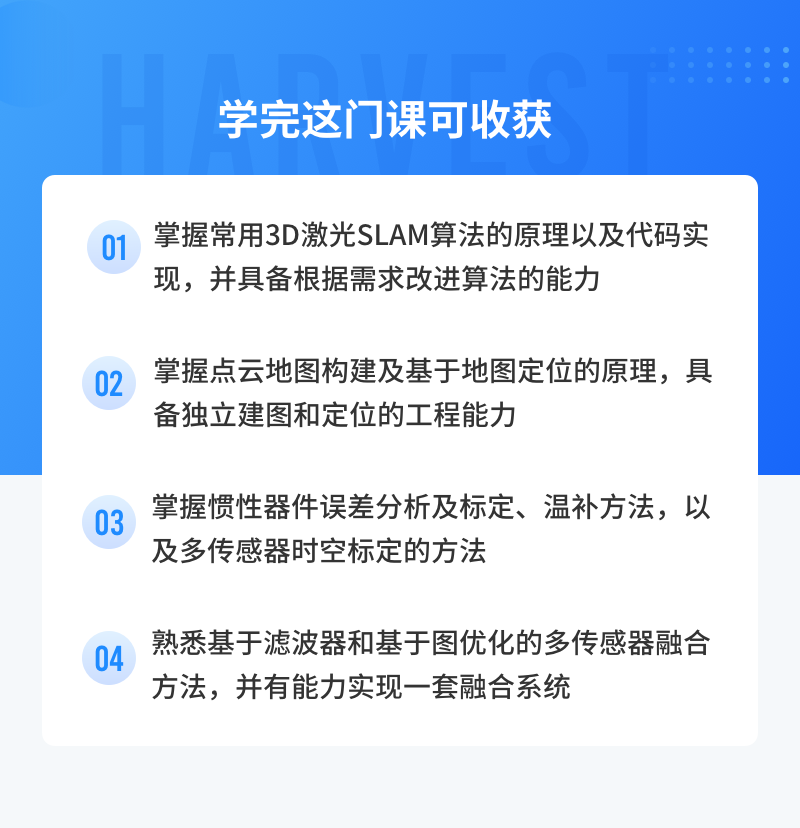 HARVEST
学完这门课可收获
01
掌握常用3D激光SLAM算法的原理以及代码实
现，并具备根据需求改进算法的能力
02
掌握点云地图构建及基于地图定位的原理，具
备独立建图和定位的工程能力
03
掌握惯性器件误差分析及标定、温补方法，以
及多传感器时空标定的方法
04
熟悉基于滤波器和基于图优化的多传感器融合
方法，并有能力实现一套融合系统